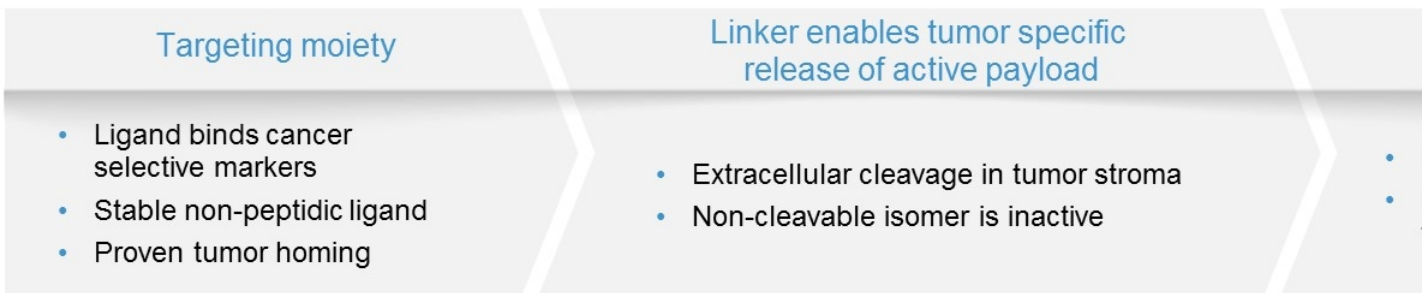 Targeting moiety
Linker enables tumor specific
release of active payload
• Ligand binds cancer
selective markers
• Stable non-peptidic ligand
• Proven tumor homing
• Extracellular cleavage in tumor stroma
• Non-cleavable isomer is inactive